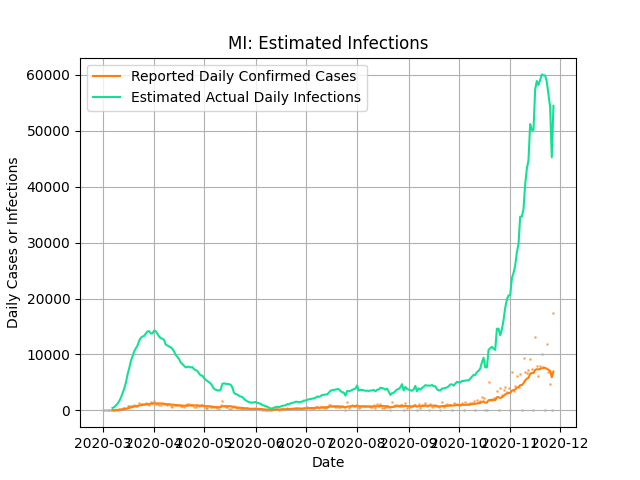 MI: Estimated Infections
Reported Daily Confirmed Cases
Estimated Actual Daily Infections
Daily Cases or Infections
60000
50000
40000
30000
20000
10000
0
2020-03 2020-04 2020-05 2020-06 2020-07 2020-08 2020-09 2020-10 2020-11 2020-12
Date